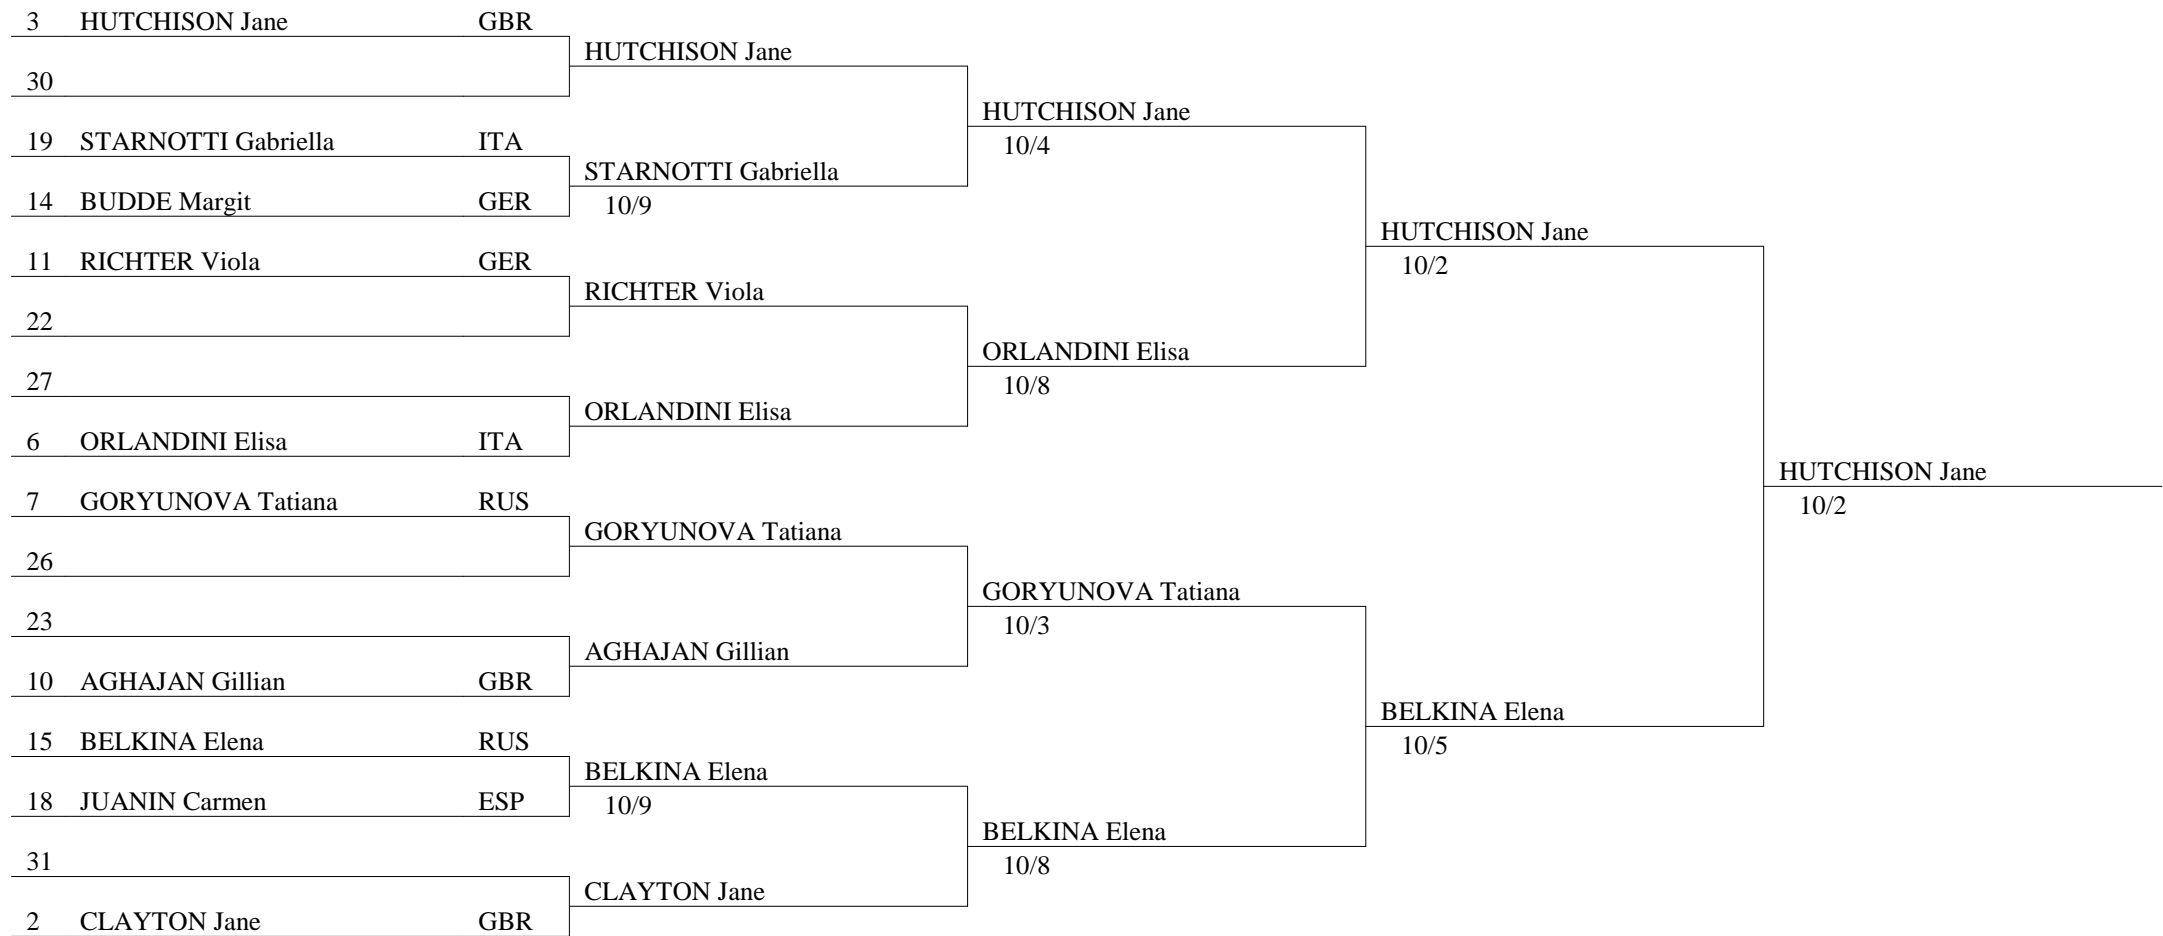 3 HUTCHISON Jane GBR
HUTCHISON Jane
30
HUTCHISON Jane
19 STARNOTTI Gabriella ITA
10/4
STARNOTTI Gabriella
14 BUDDE Margit GER
10/9
HUTCHISON Jane
11 RICHTER Viola GER
10/2
RICHTER Viola
22
ORLANDINI Elisa
27
10/8
ORLANDINI Elisa
6 ORLANDINI Elisa ITA
HUTCHISON Jane
7 GORYUNOVA Tatiana RUS
10/2
GORYUNOVA Tatiana
26
GORYUNOVA Tatiana
23
10/3
AGHAJAN Gillian
10 AGHAJAN Gillian GBR
BELKINA Elena
15 BELKINA Elena RUS
10/5
BELKINA Elena
18 JUANIN Carmen ESP
10/9
BELKINA Elena
31
10/8
CLAYTON Jane
2 CLAYTON Jane GBR